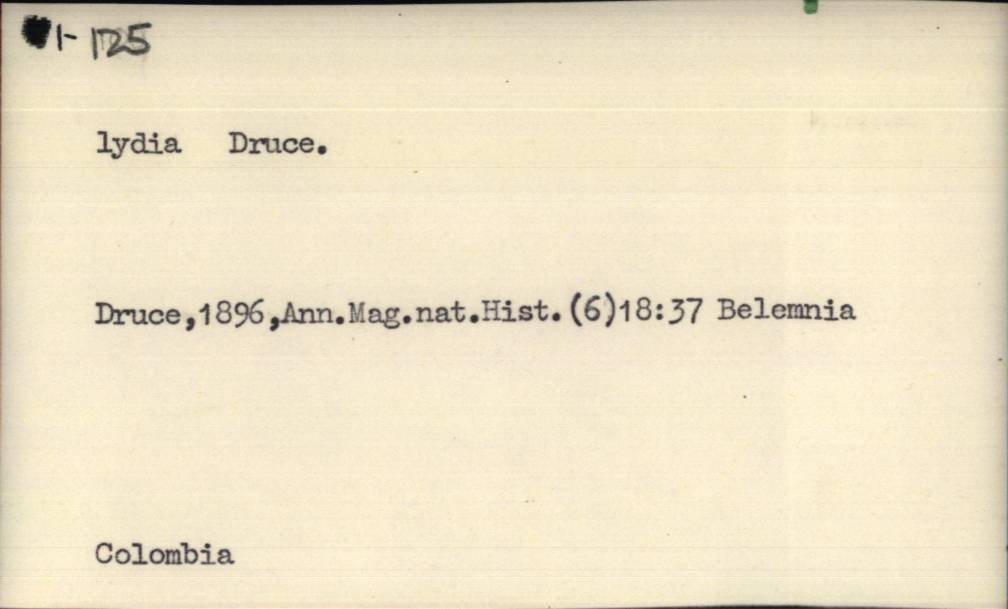 1-125
lydia Druce.
Druce,1896,Ann.Mag.nat.Hist.(6)18:37 Belemnia
Colombia